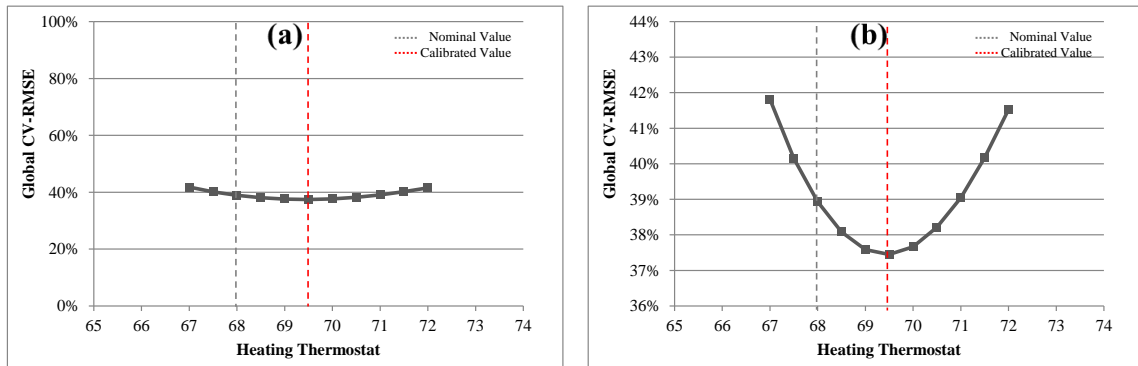 (a)
Nominal Value
Calibrated Value
Global CV-RMSE
100%
80%
60%
40%
20%
0%
65 66 67 68 69 70 71 72 73 74
Heating Thermostat
(b)
Nominal Value
Calibrated Value
Global CV-RMSE
44%
43%
42%
41%
40%
39%
38%
37%
36%
65 66 67 68 69 70 71 72 73 74
Heating Thermostat